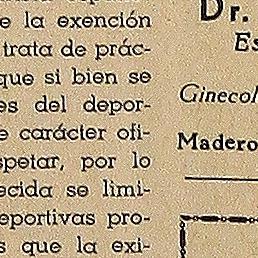 e la exención
trata de prác-
que si bien se
es del depor-
e carácter ofi-
spetar, por lo
ecida se limi-
eportivas pro-
s que la exi-
Dr.
Es
Ginecol
Madero